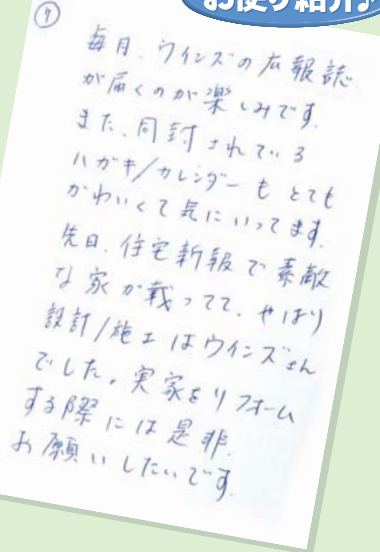 お便り紹介♪
⑦
毎月、ウインズの広報誌
が届くのが楽しみです。
また、同封されている
ハガキ/カレンダーもとても
かわいくて気にいってます。
先日、住宅新報で素敵
な家が載ってて、やはり
設計/施工はウインズさん
でした。実家をリフォーム
する際には是非、
お願いしたいです。